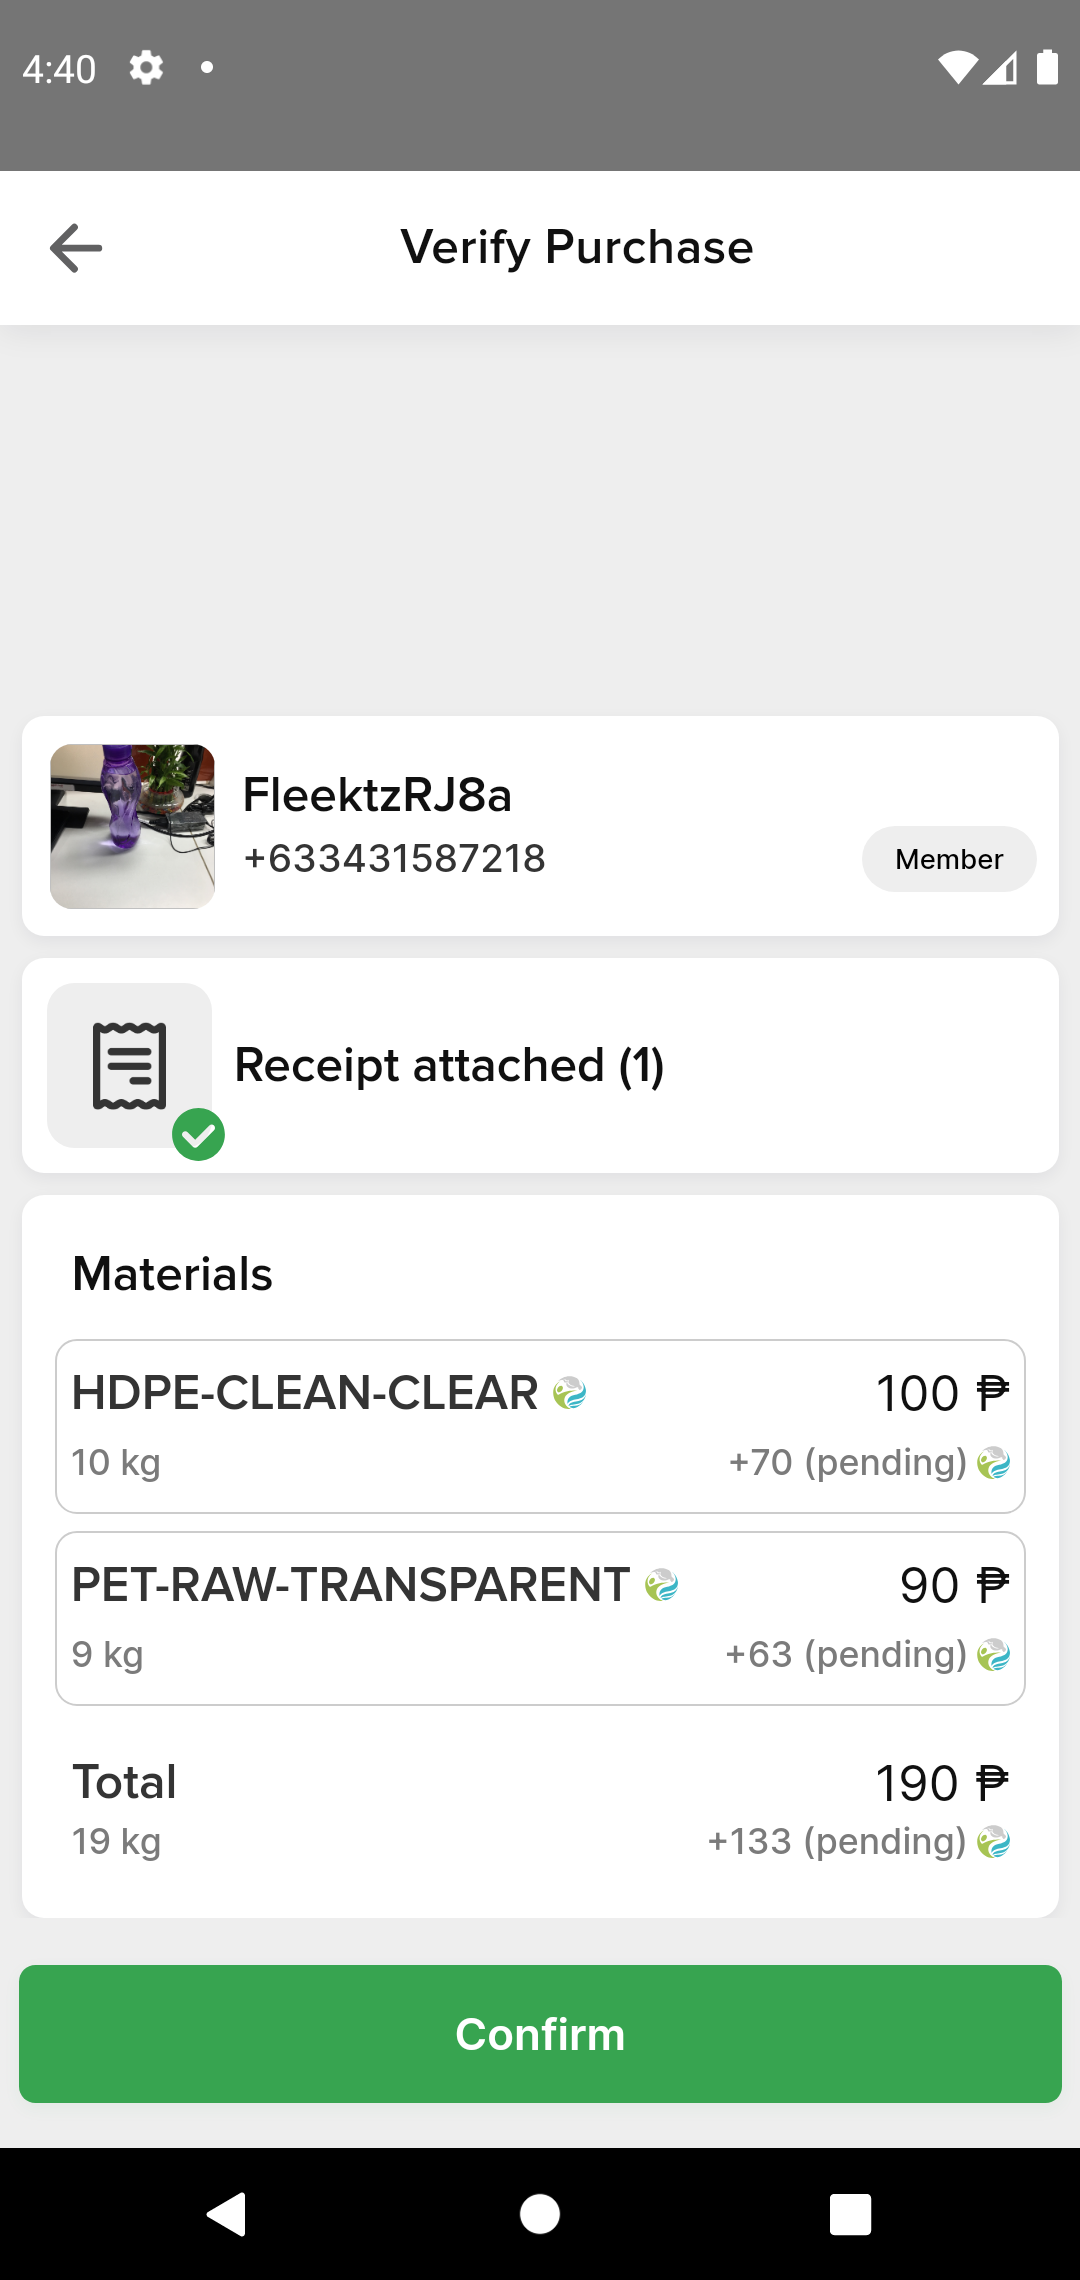 4:40
Verify Purchase
FleektzRJ8a
+633431587218
Member
Receipt attached (1)
Materials
HDPE-CLEAN-CLEAR
100 ₱
10 kg
+70 (pending)
PET-RAW-TRANSPARENT
90 ₱
9 kg
+63 (pending)
Total
190 ₱
19 kg
+133 (pending)
Confirm